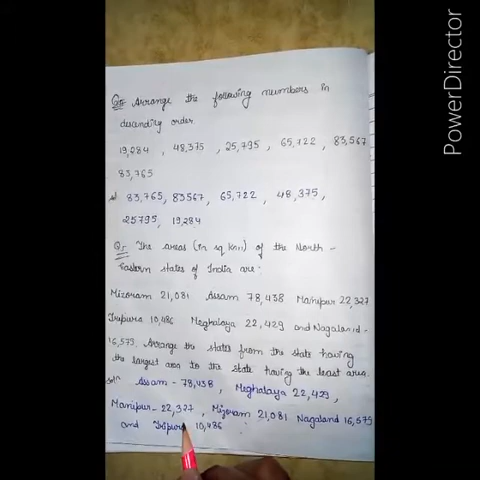 Arrange the following numbers in
descending order.
19,284 , 48,375 , 25,795 , 65,722 , 83,567
83,765
83,765, 83567, 65,722, 48,375,
25795, 19,284
Q5 The areas (in sq km) of the North -
Eastern states of India are -
Mizoram 21,081 Assam 78,438 Manipur 22,327
Tripura 10,486 Meghalaya 22,429 and Nagaland -
16,579. Arrange the states from the state having
the largest area to the state having the least area.
Solⁿ Assam - 78,438, Meghalaya 22,429,
Manipur - 22,327, Mizoram 21,081 Nagaland 16,579
and Tripura 10,486
PowerDirector